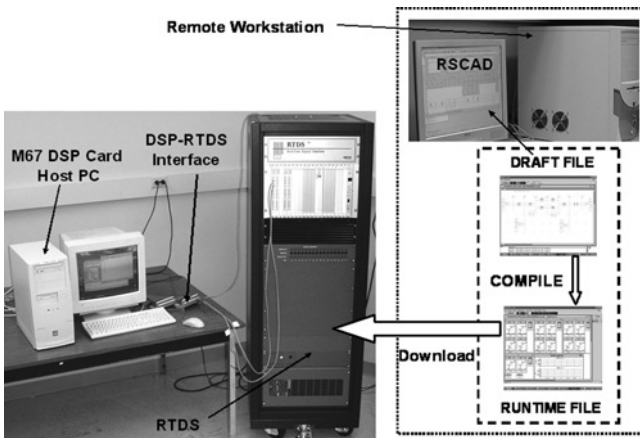 Remote Workstation
RSCAD
DSP-RTDS
Interface
M67 DSP Card
Host PC
RTDS
DRAFT FILE
COMPILE
Download
RUNTIME FILE
RTDS